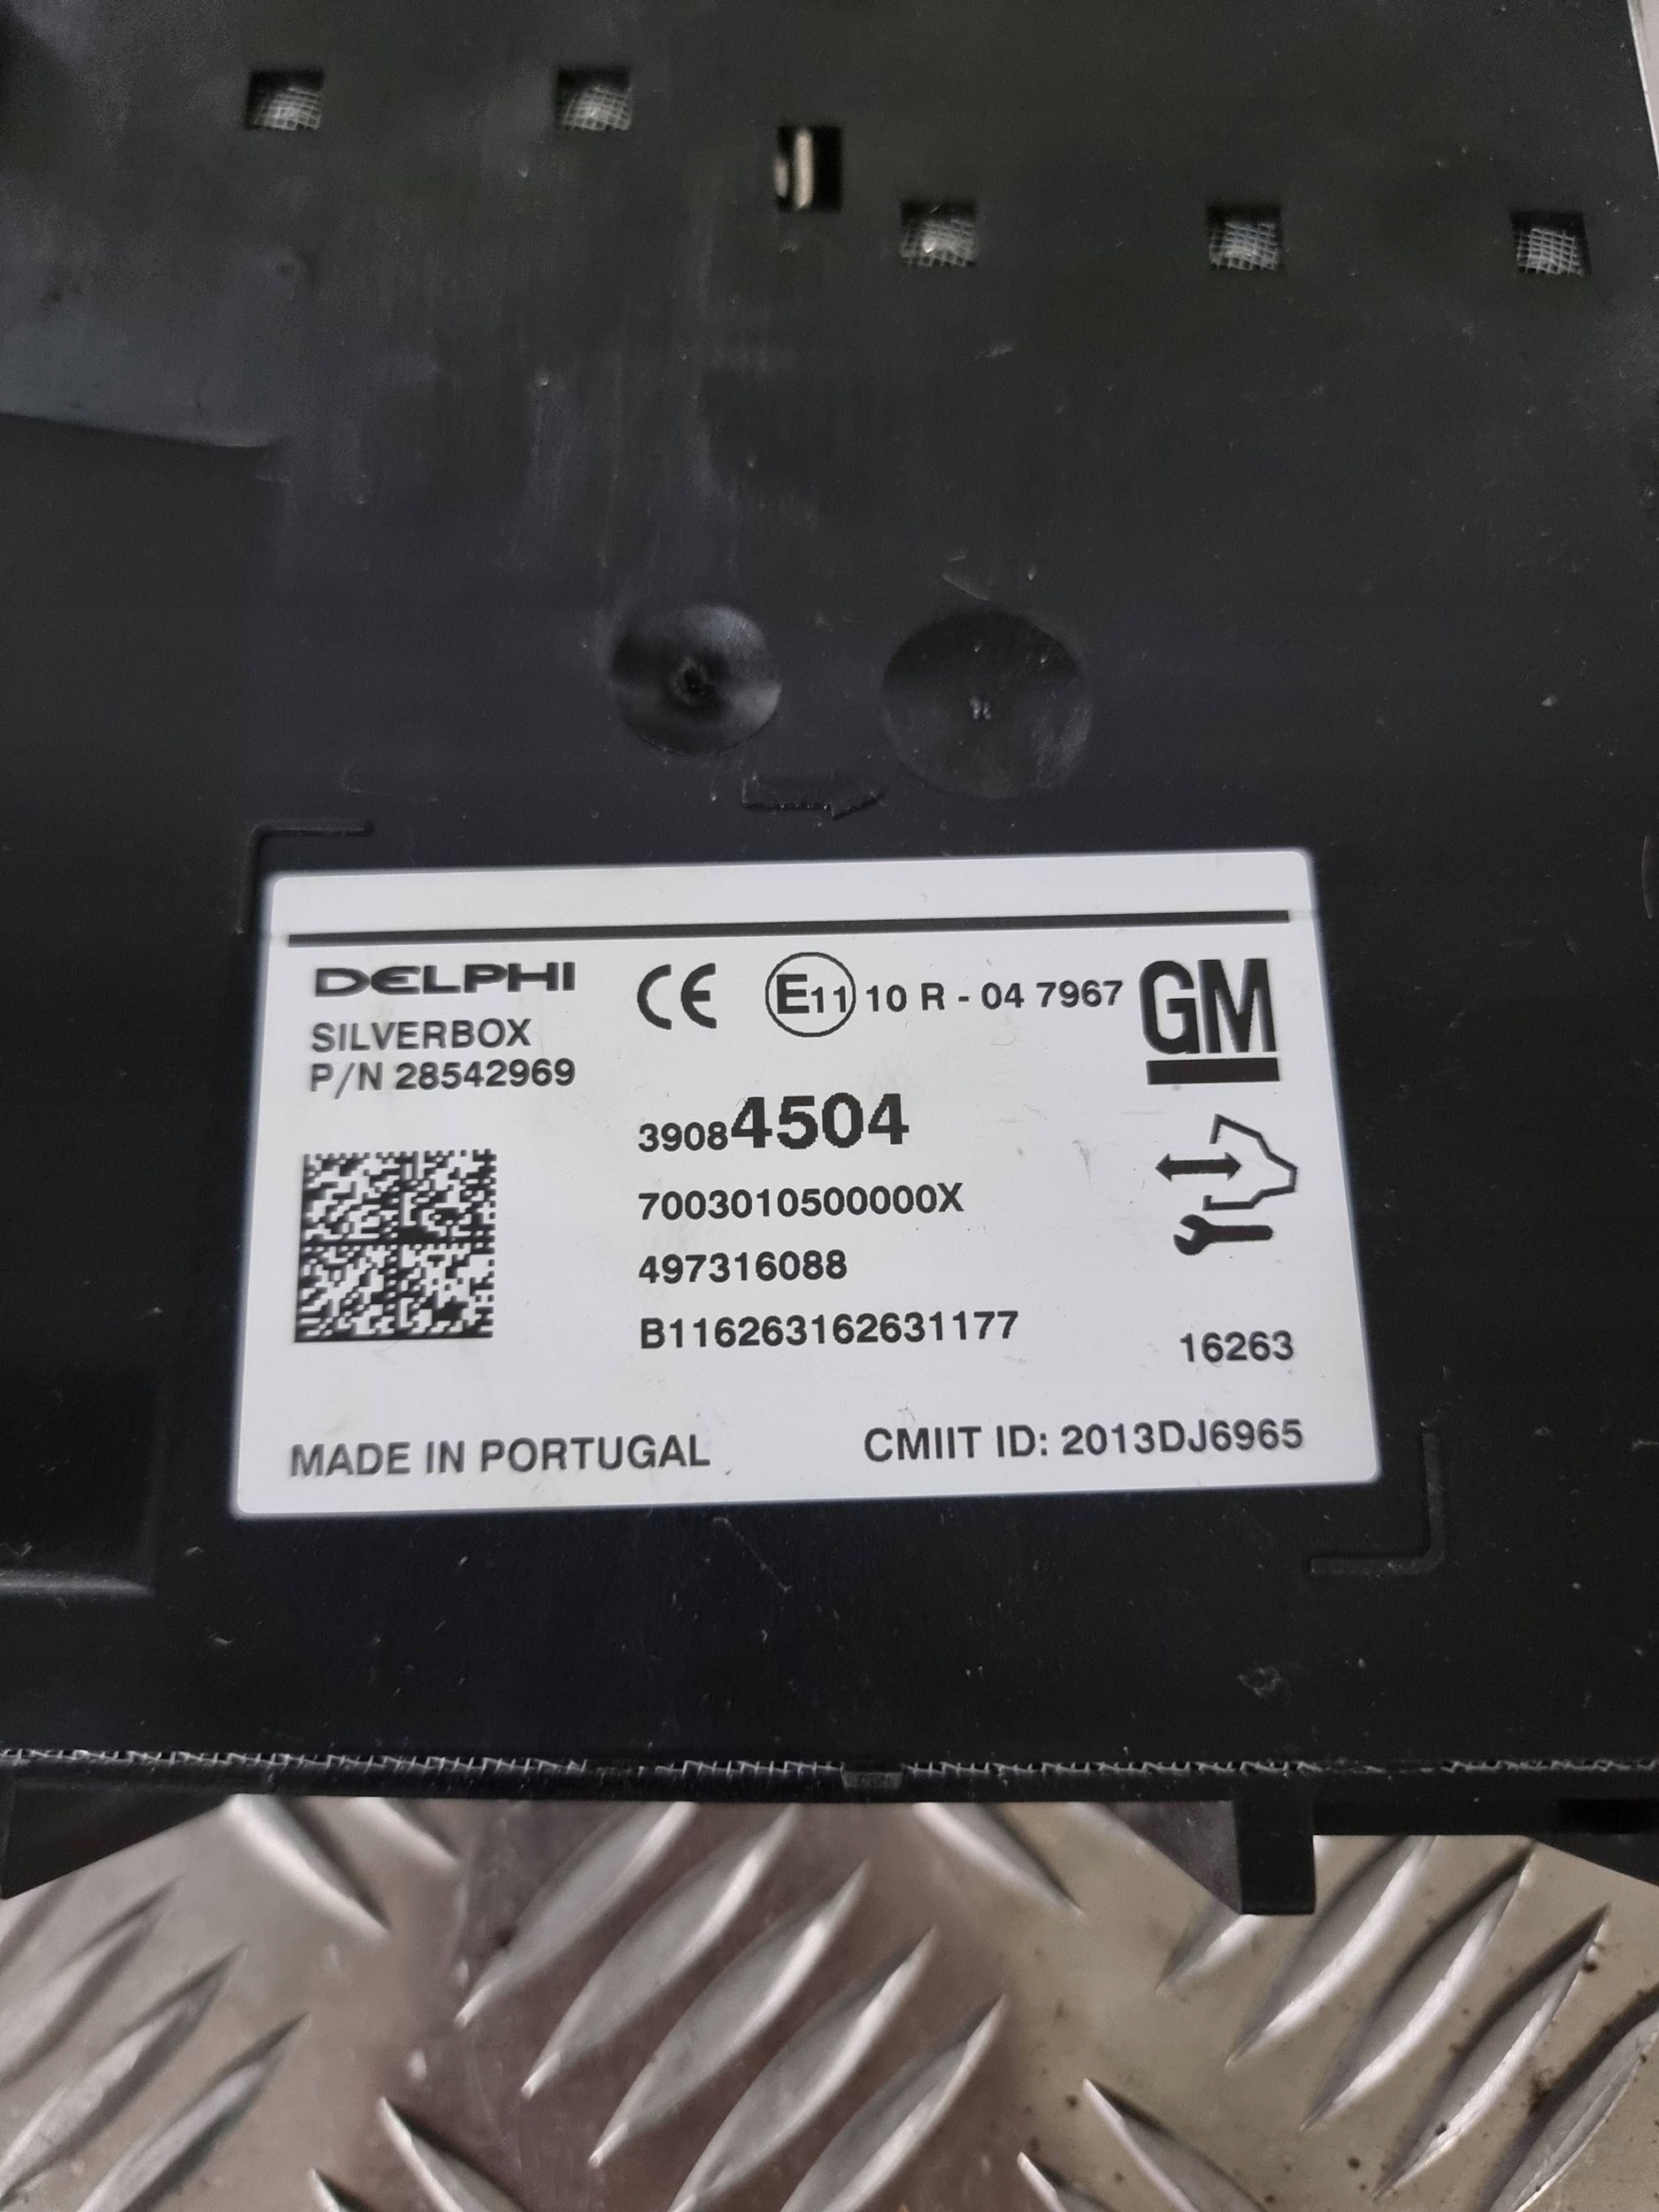 DELPHI
SILVERBOX
P/N 28542969
CE E11 10 R - 04 7967
GM
39084504
7003010500000X
497316088
B116263162631177
16263
MADE IN PORTUGAL
CMIIT ID: 2013DJ6965